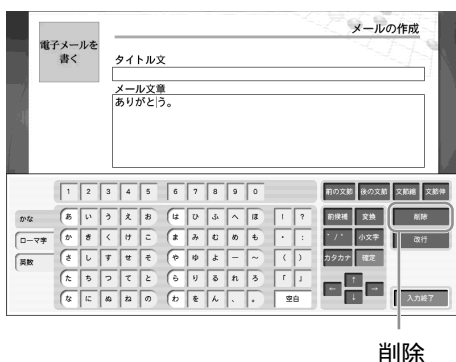 メールの作成
電子メールを
書く
タイトル文
メール文章
ありがとう。
1 2 3 4 5 6 7 8 9 0
前の文節 後の文節 文節縮 文節伸
かな
あ い う え お は ひ ふ へ ほ ! ?
前候補 変換 削除
ローマ字
か き く け こ ま み む め も ・ :
゛/゜ 小文字 改行
英数
さ し す せ そ や ゆ よ ー ～ ( )
カタカナ 確定
た ち つ て と ら り る れ ろ 「 」
な に ぬ ね の わ を ん 、 。 空白
← ↑ ↓ →
入力終了
削除